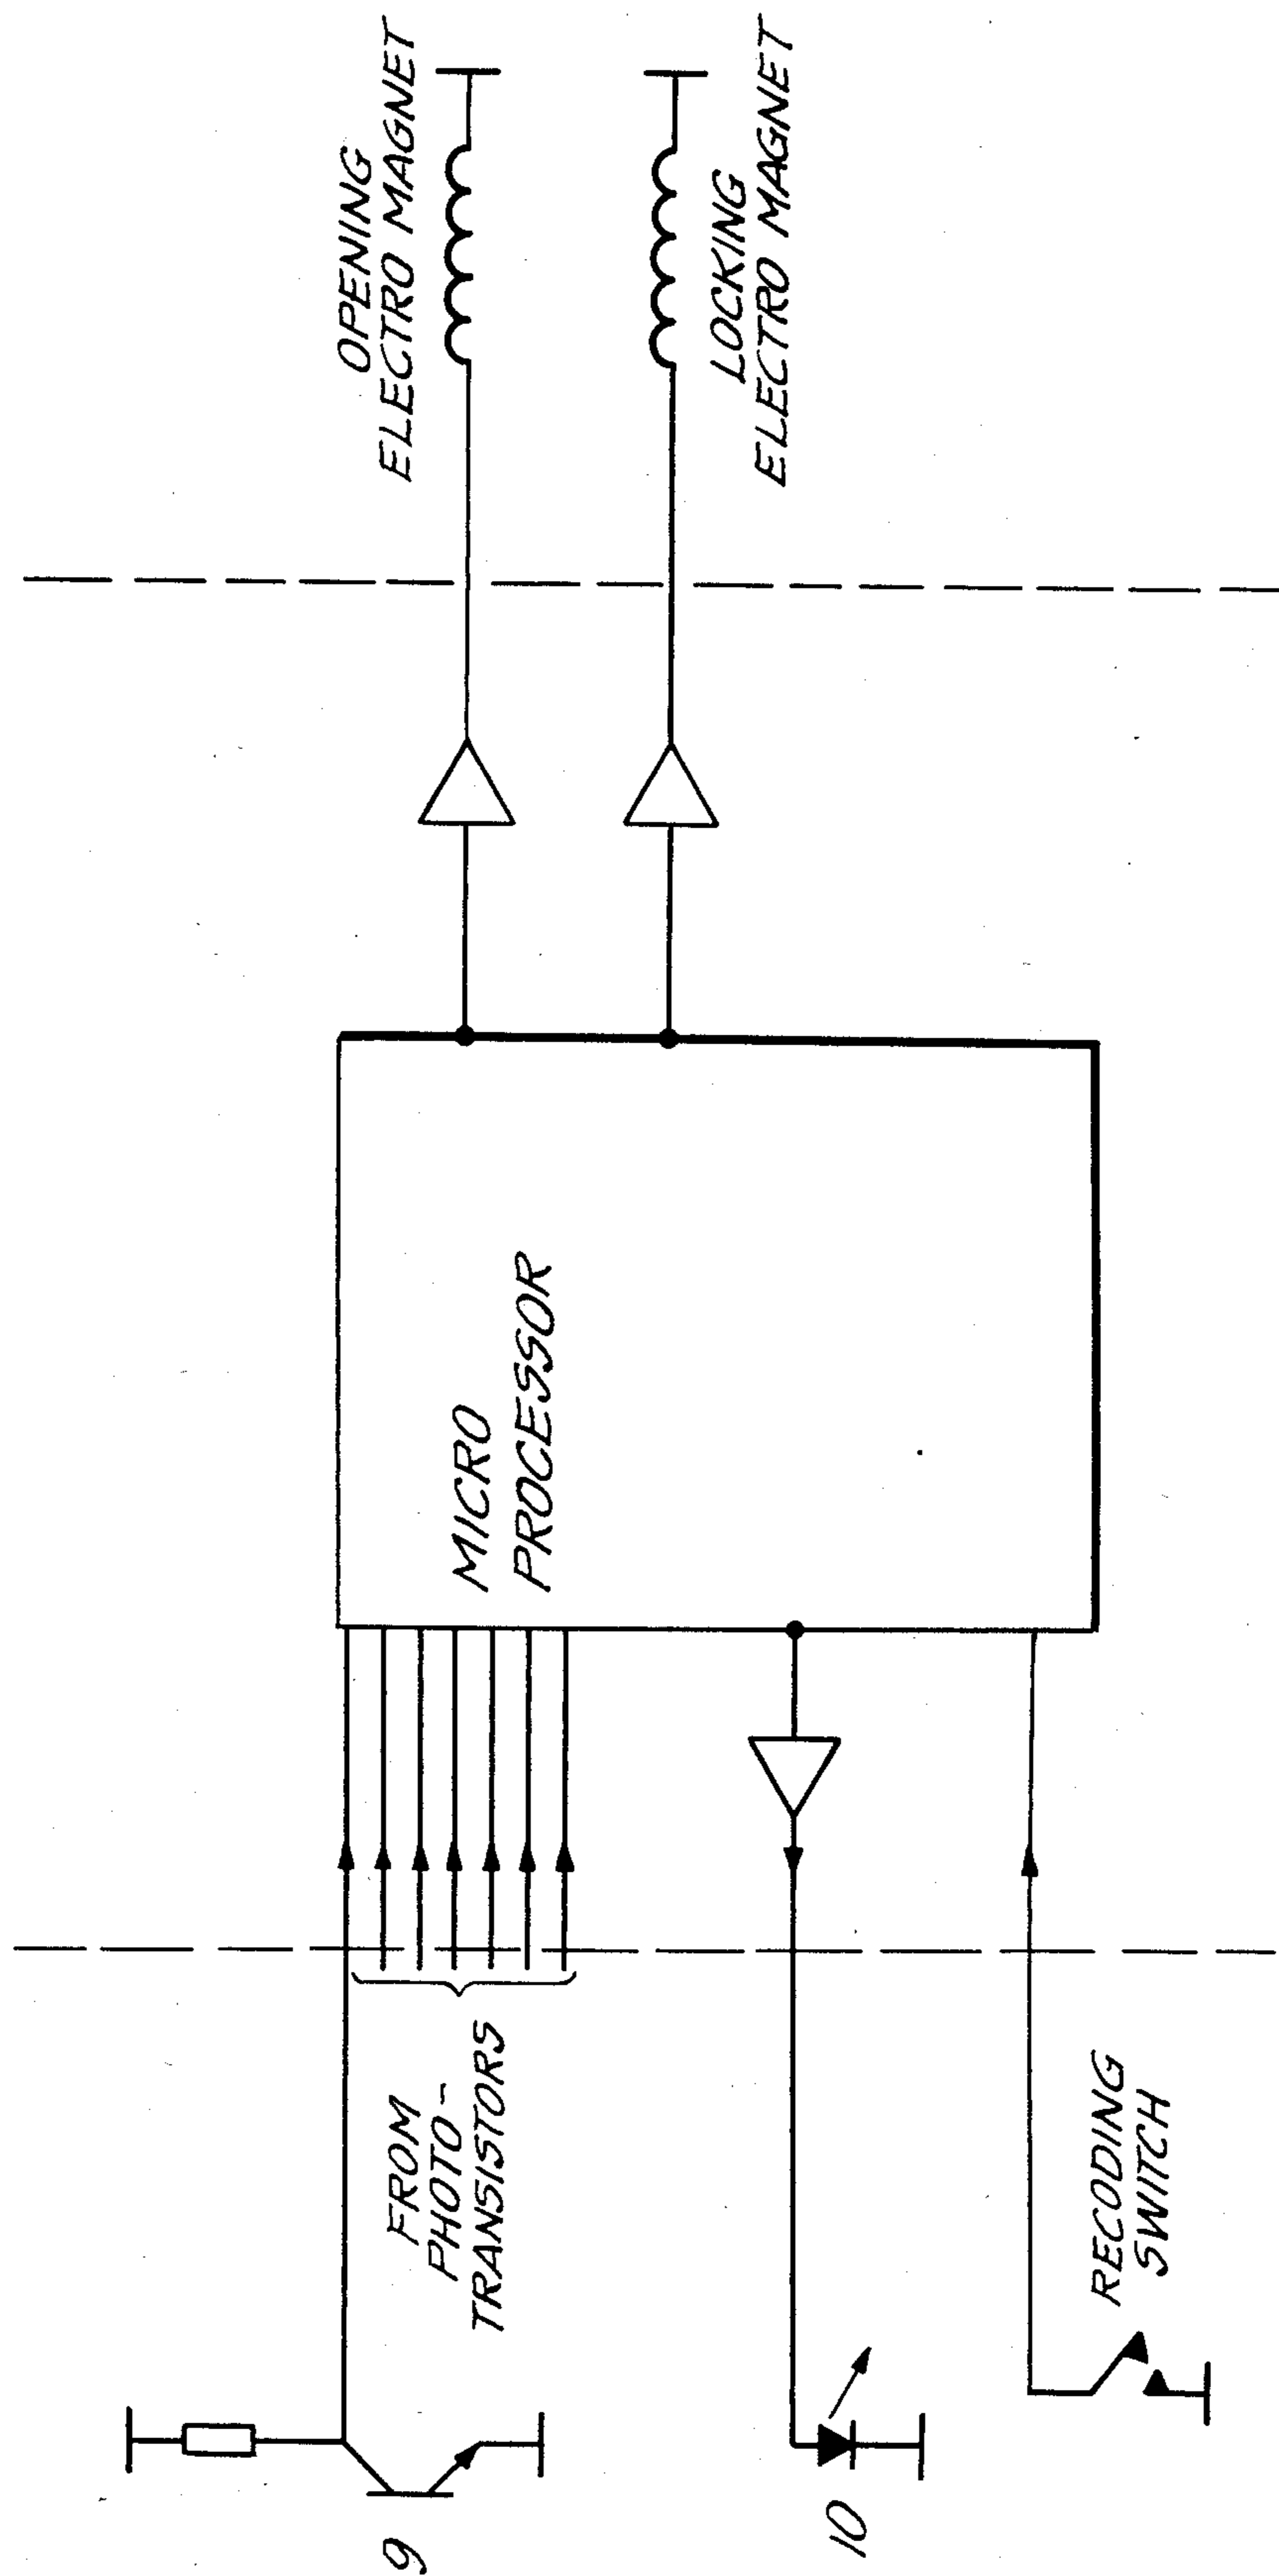 9
FROM
PHOTO-
TRANSISTORS
10
RECODING
SWITCH
MICRO
PROCESSOR
OPENING
ELECTRO MAGNET
LOCKING
ELECTRO MAGNET